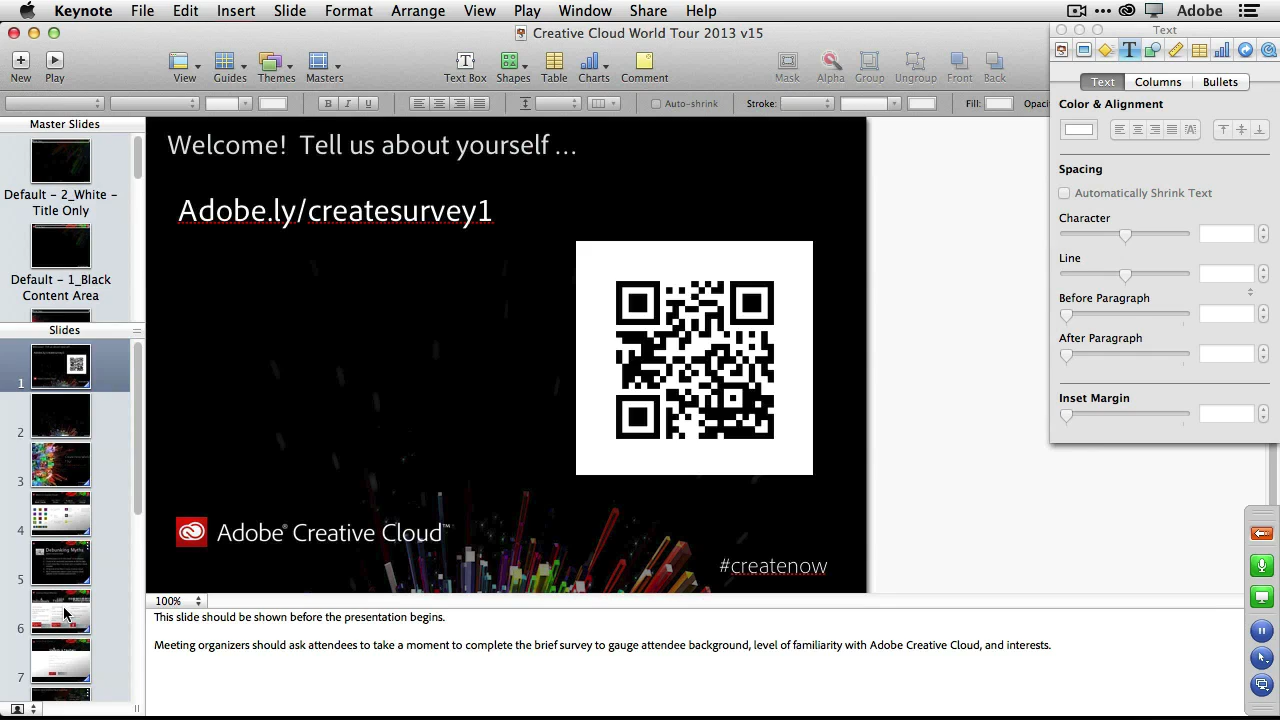 Keynote File Edit Insert Slide Format Arrange View Play Window Share Help Adobe
Creative Cloud World Tour 2013 v15
Text
New Play View Guides Themes Masters Text Box Shapes Table Charts Comment Mask Alpha Group Ungroup Front Back
B I U Auto-shrink Stroke: Fill: Opaci
Text Columns Bullets
Color & Alignment
Spacing
Automatically Shrink Text
Character
Line
Before Paragraph
After Paragraph
Inset Margin
Master Slides
Default - 2_White -
Title Only
Default - 1_Black
Content Area
Slides
1
2
3
4
5
Debunking Myths
6
7
Welcome! Tell us about yourself ...
Adobe.ly/createsurvey1
Adobe® Creative Cloud™
#createnow
100%
This slide should be shown before the presentation begins.
Meeting organizers should ask attendees to take a moment to complete the brief survey to gauge attendee background, level of familiarity with Adobe Creative Cloud, and interests.